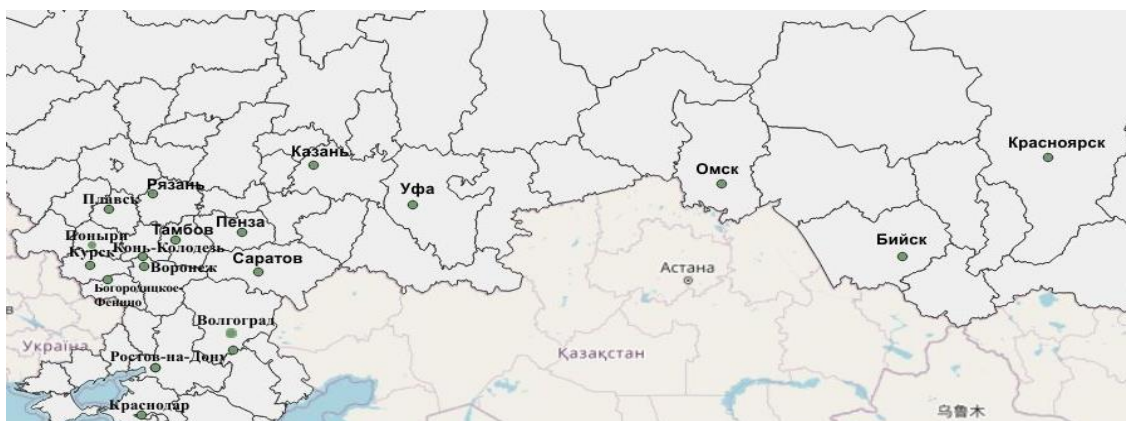 Красноярск
Казань
Омск
Уфа
Рязань
Плавск
Пенза
Тамбов
Поныри
Конь-Колодезь
Курск
Воронеж
Саратов
Бийск
Астана
Богородицкое-
Фенино
Волгоград
Україна
Ростов-на-Дону
Қазақстан
Краснодар
乌鲁木